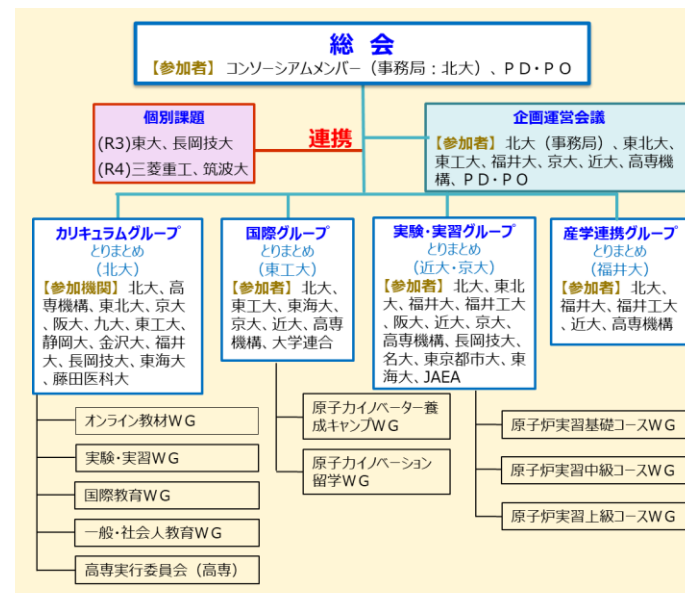 総 会
【参加者】 コンソーシアムメンバー（事務局：北大）、ＰＤ・ＰＯ
個別課題
(R3)東大、長岡技大
(R4)三菱重工、筑波大
連携
企画運営会議
【参加者】 北大（事務局）、東北大、
東工大、福井大、京大、近大、高専機
構、ＰＤ・ＰＯ
カリキュラムグループ
とりまとめ
（北大）
【参加機関】 北大、高
専機構、東北大、京大
、阪大、九大、東工大、
静岡大、金沢大、福井
大、長岡技大、東海大
、藤田医科大
国際グループ
とりまとめ
（東工大）
【参加者】 北大、
東工大、東海大、
京大、近大、高専
機構、大学連合
実験・実習グループ
とりまとめ
（近大・京大）
【参加者】 北大、東北
大、福井大、福井工大
、阪大、近大、京大、
高専機構、長岡技大、
名大、東京都市大、東
海大、JAEA
産学連携グループ
とりまとめ
（福井大）
【参加者】 北大、
福井大、福井工大
、近大、高専機構
オンライン教材ＷＧ
実験・実習ＷＧ
国際教育ＷＧ
一般・社会人教育ＷＧ
高専実行委員会（高専）
原子力イノベーター養
成キャンプＷＧ
原子力イノベーション
留学ＷＧ
原子炉実習基礎コースＷＧ
原子炉実習中級コースＷＧ
原子炉実習上級コースＷＧ